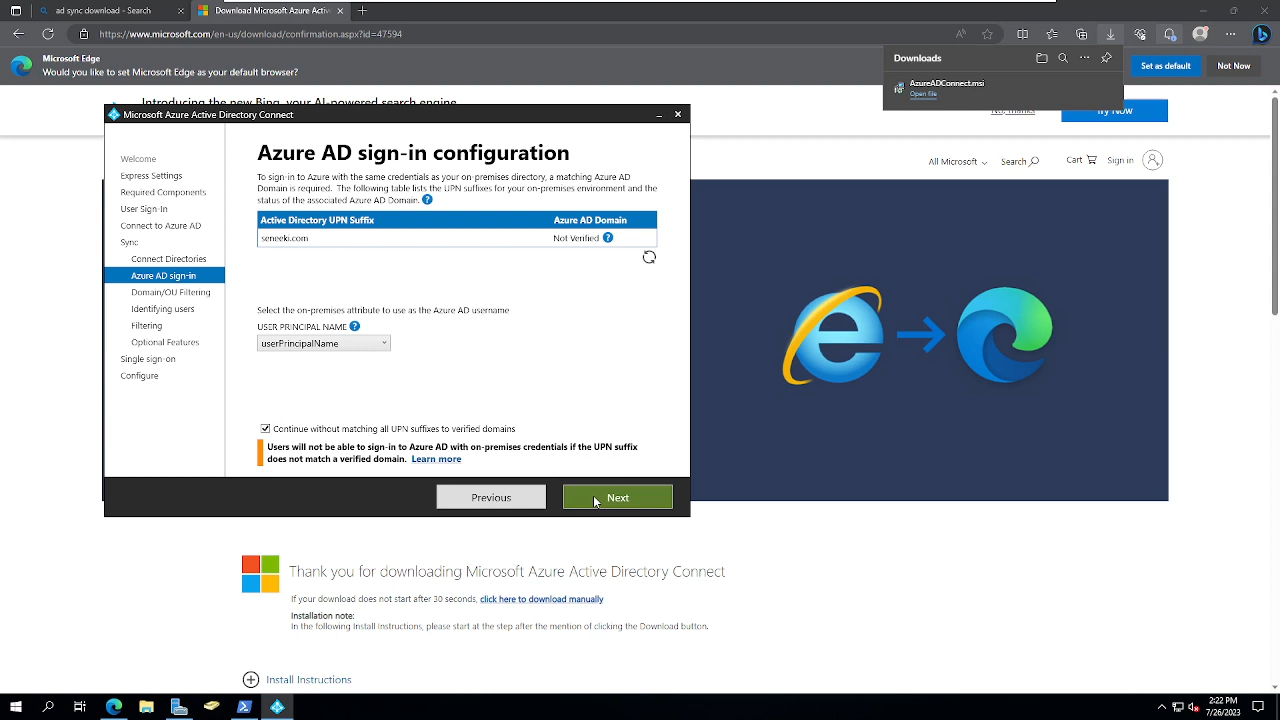 ad sync download - Search
Download Microsoft Azure AD
https://www.microsoft.com/en-us/download/confirmation.aspx?id=47594
Microsoft Edge
Would you like to set Microsoft Edge as your default browser?
Set as default
Not Now
Downloads
AzureADConnect.msi
Open file
Introducing the new Bing, your AI-powered search engine
No, thanks
Try Now
All Microsoft
Search
Cart
Sign in
Microsoft Azure Active Directory Connect
Welcome
Express Settings
Required Components
User Sign-In
Connect to Azure AD
Sync
Connect Directories
Azure AD sign-in
Domain/OU Filtering
Identifying users
Filtering
Optional Features
Single sign-on
Configure
Azure AD sign-in configuration
To sign-in to Azure with the same credentials as your on-premises directory, a matching Azure AD
Domain is required. The following table lists the UPN suffixes for your on-premises environment and the
status of the associated Azure AD Domain. ?
Active Directory UPN Suffix Azure AD Domain
seneeki.com Not Verified ?
Select the on-premises attribute to use as the Azure AD username
USER PRINCIPAL NAME ?
userPrincipalName
Continue without matching all UPN suffixes to verified domains
Users will not be able to sign-in to Azure AD with on-premises credentials if the UPN suffix
does not match a verified domain. Learn more
Previous
Next
Thank you for downloading Microsoft Azure Active Directory Connect
If your download does not start after 30 seconds, click here to download manually
Installation note:
In the following Install Instructions, please start at the step after the mention of clicking the Download button.
Install Instructions
2:22 PM
7/26/2023